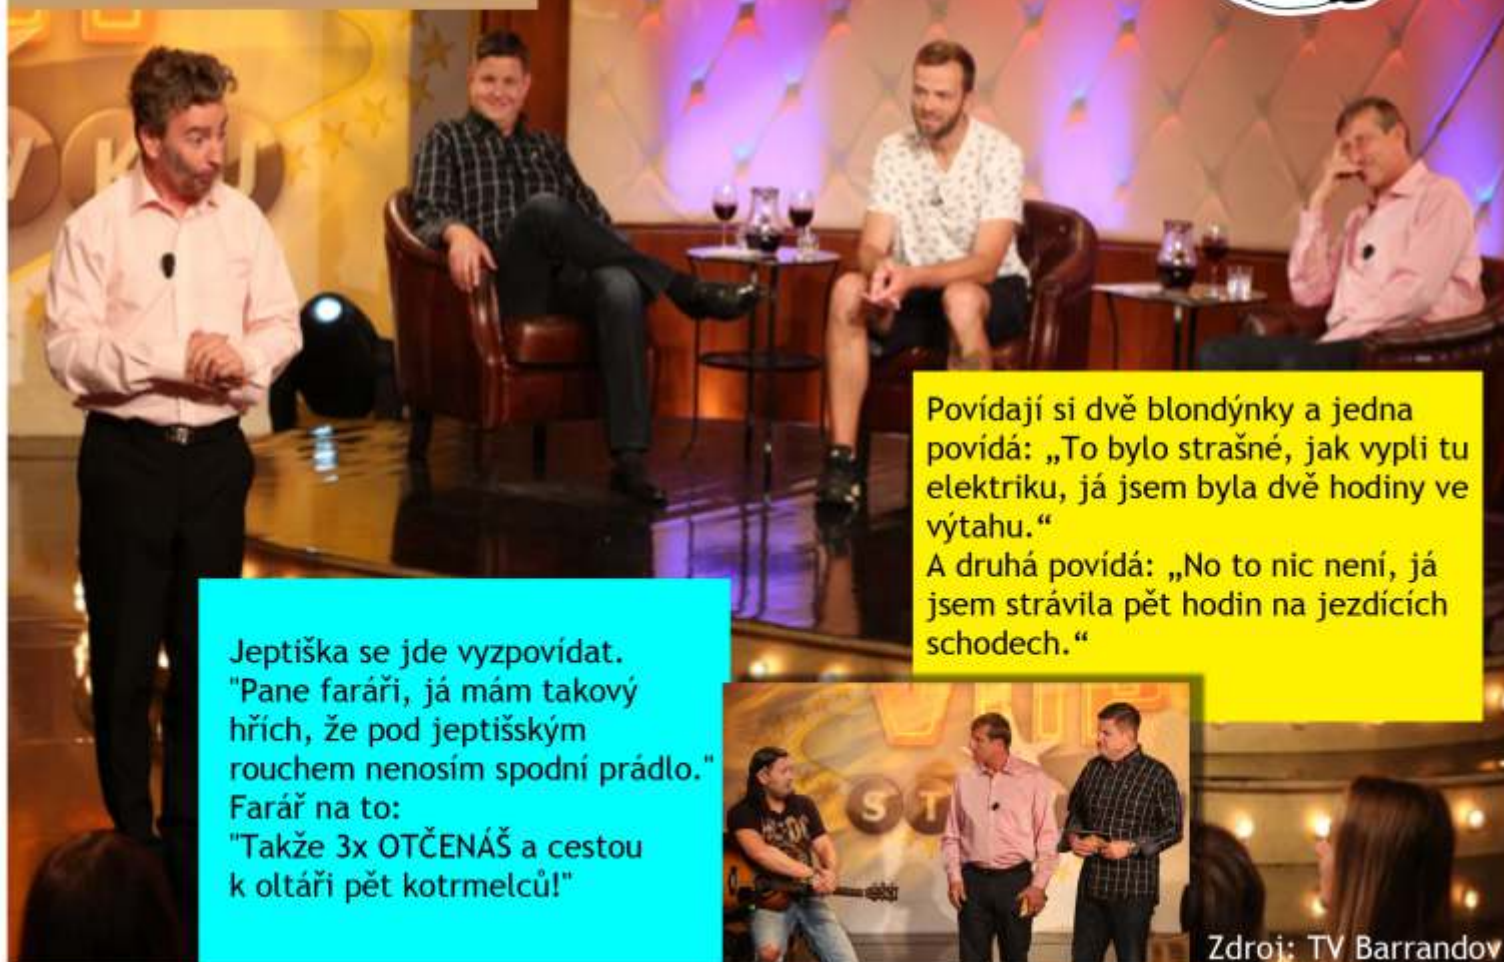 Povídají si dvě blondýnky a jedna
povídá: „To bylo strašné, jak vypli tu
elektriku, já jsem byla dvě hodiny ve
výtahu.“
A druhá povídá: „No to nic není, já
jsem strávila pět hodin na jezdících
schodech.“
Jeptiška se jde vyzpovídat.
"Pane faráři, já mám takový
hřích, že pod jeptišským
rouchem nenosím spodní prádlo."
Farář na to:
"Takže 3x OTČENÁŠ a cestou
k oltáři pět kotrmelců!"
S T
Zdroj: TV Barrandov